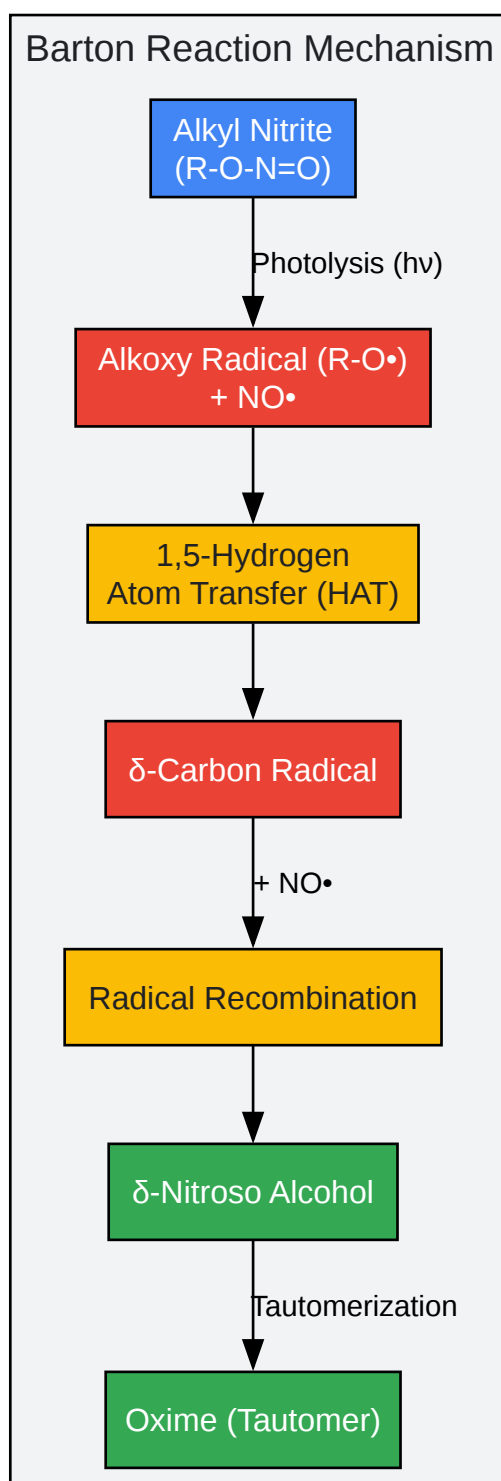 Barton Reaction Mechanism
Alkyl Nitrite
(R-O-N=O)
Photolysis (hν)
Alkoxy Radical (R-O•)
+ NO•
1,5-Hydrogen
Atom Transfer (HAT)
δ-Carbon Radical
+ NO•
Radical Recombination
δ-Nitroso Alcohol
Tautomerization
Oxime (Tautomer)